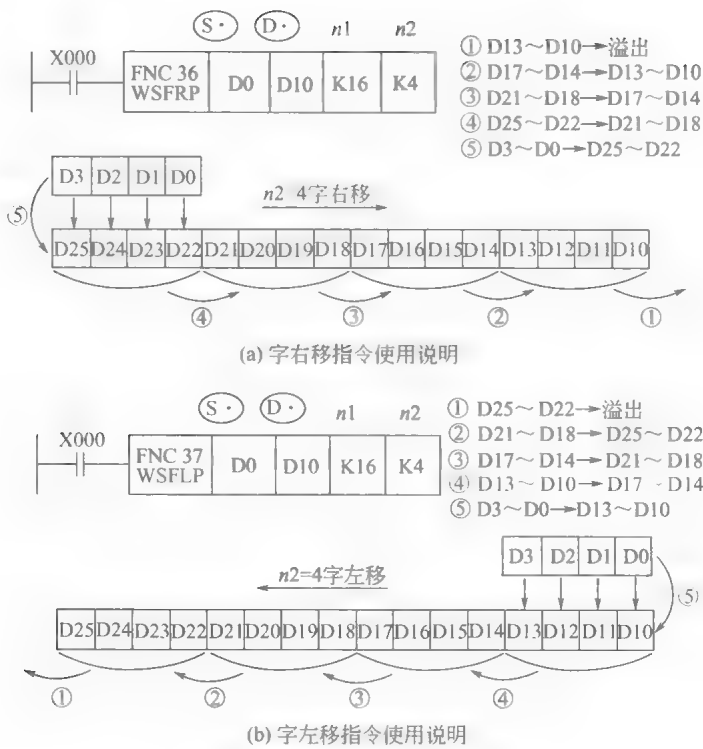 S· D· n1 n2
X000
FNC 36 WSFRP D0 D10 K16 K4
① D13～D10→溢出
② D17～D14→D13～D10
③ D21～D18→D17～D14
④ D25～D22→D21～D18
⑤ D3～D0→D25～D22
D3 D2 D1 D0
n2 4字右移
⑤
D25 D24 D23 D22 D21 D20 D19 D18 D17 D16 D15 D14 D13 D12 D11 D10
④ ③ ② ①
(a) 字右移指令使用说明
S· D· n1 n2
X000
FNC 37 WSFLP D0 D10 K16 K4
① D25～D22→溢出
② D21～D18→D25～D22
③ D17～D14→D21～D18
④ D13～D10→D17 - D14
⑤ D3～D0→D13～D10
n2=4字左移
D3 D2 D1 D0
⑤
D25 D24 D23 D22 D21 D20 D19 D18 D17 D16 D15 D14 D13 D12 D11 D10
① ② ③ ④
(b) 字左移指令使用说明